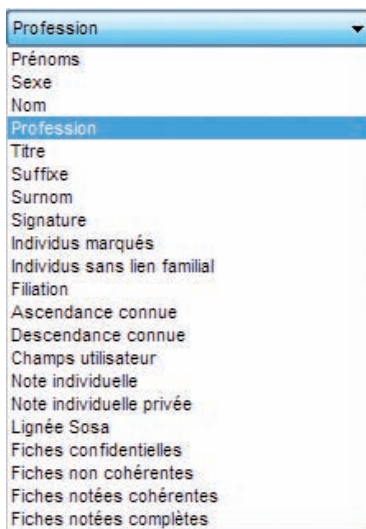 Profession
Prénoms
Sexe
Nom
Profession
Titre
Suffixe
Surnom
Signature
Individus marqués
Individus sans lien familial
Filiation
Ascendance connue
Descendance connue
Champs utilisateur
Note individuelle
Note individuelle privée
Lignée Sosa
Fiches confidentielles
Fiches non cohérentes
Fiches notées cohérentes
Fiches notées complètes